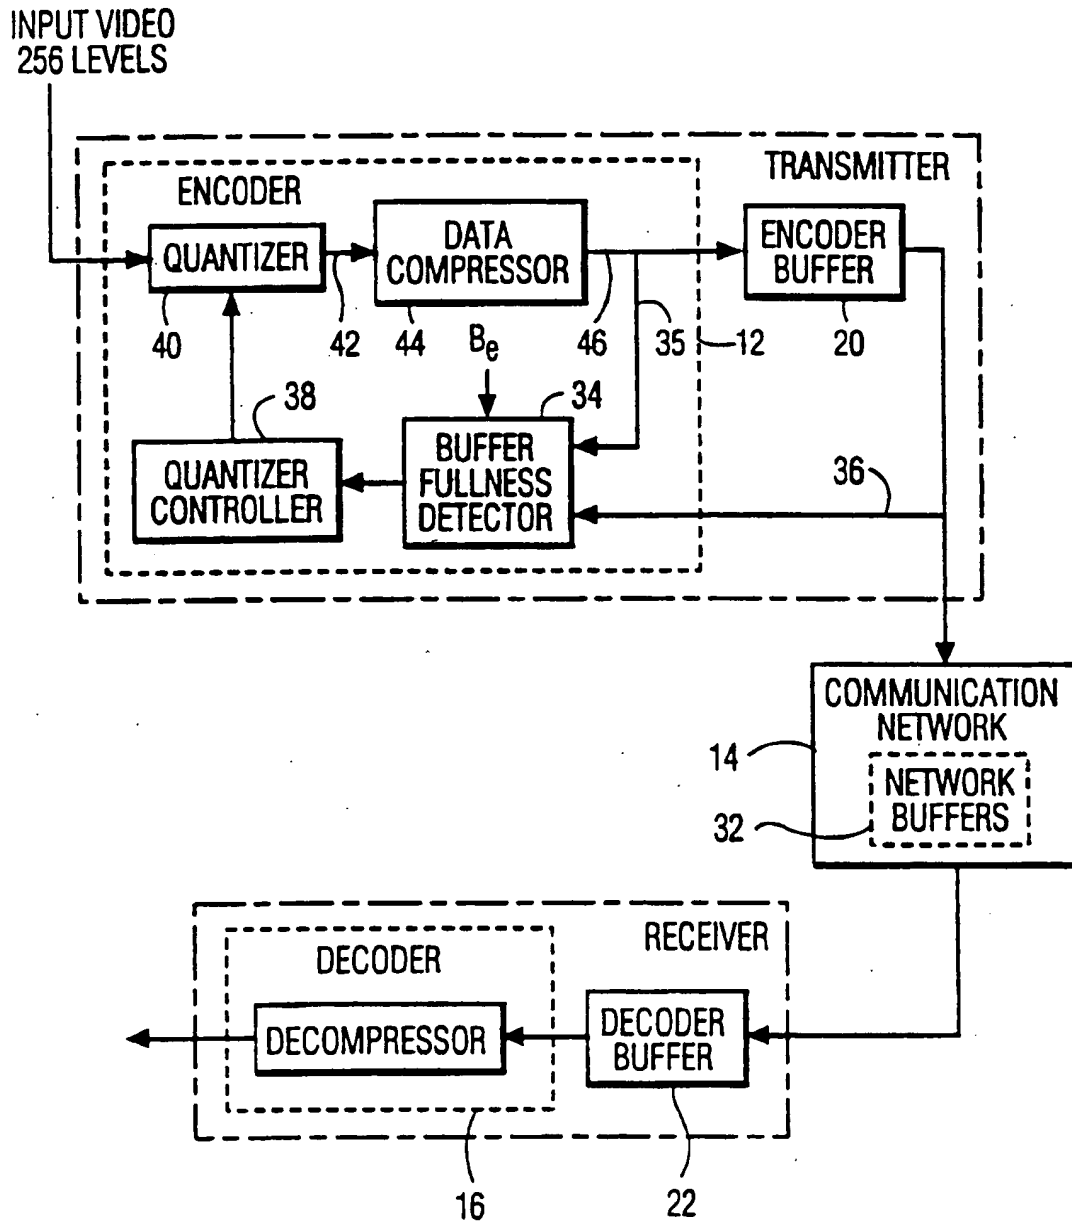 INPUT VIDEO
256 LEVELS
TRANSMITTER
ENCODER
QUANTIZER
DATA
COMPRESSOR
ENCODER
BUFFER
40
42
44
B_e
46
35
12
20
38
34
QUANTIZER
CONTROLLER
BUFFER
FULLNESS
DETECTOR
36
COMMUNICATION
NETWORK
14
NETWORK
BUFFERS
32
RECEIVER
DECODER
DECOMPRESSOR
DECODER
BUFFER
16
22